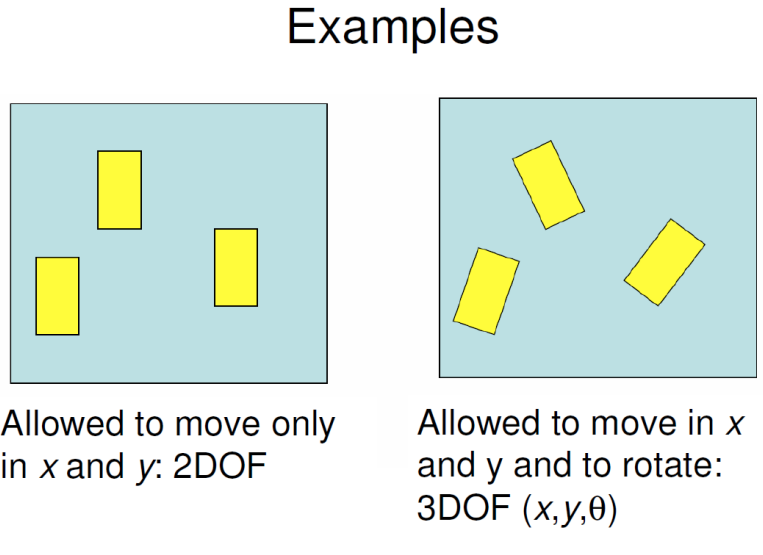 Examples
Allowed to move only
in x and y: 2DOF
Allowed to move in x
and y and to rotate:
3DOF (x,y,θ)